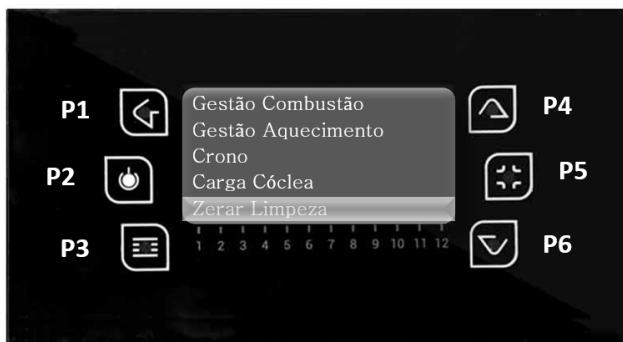 P1
P2
P3
Gestão Combustão
Gestão Aquecimento
Crono
Carga Cóclea
Zerar Limpeza
1 2 3 4 5 6 7 8 9 10 11 12
P4
P5
P6